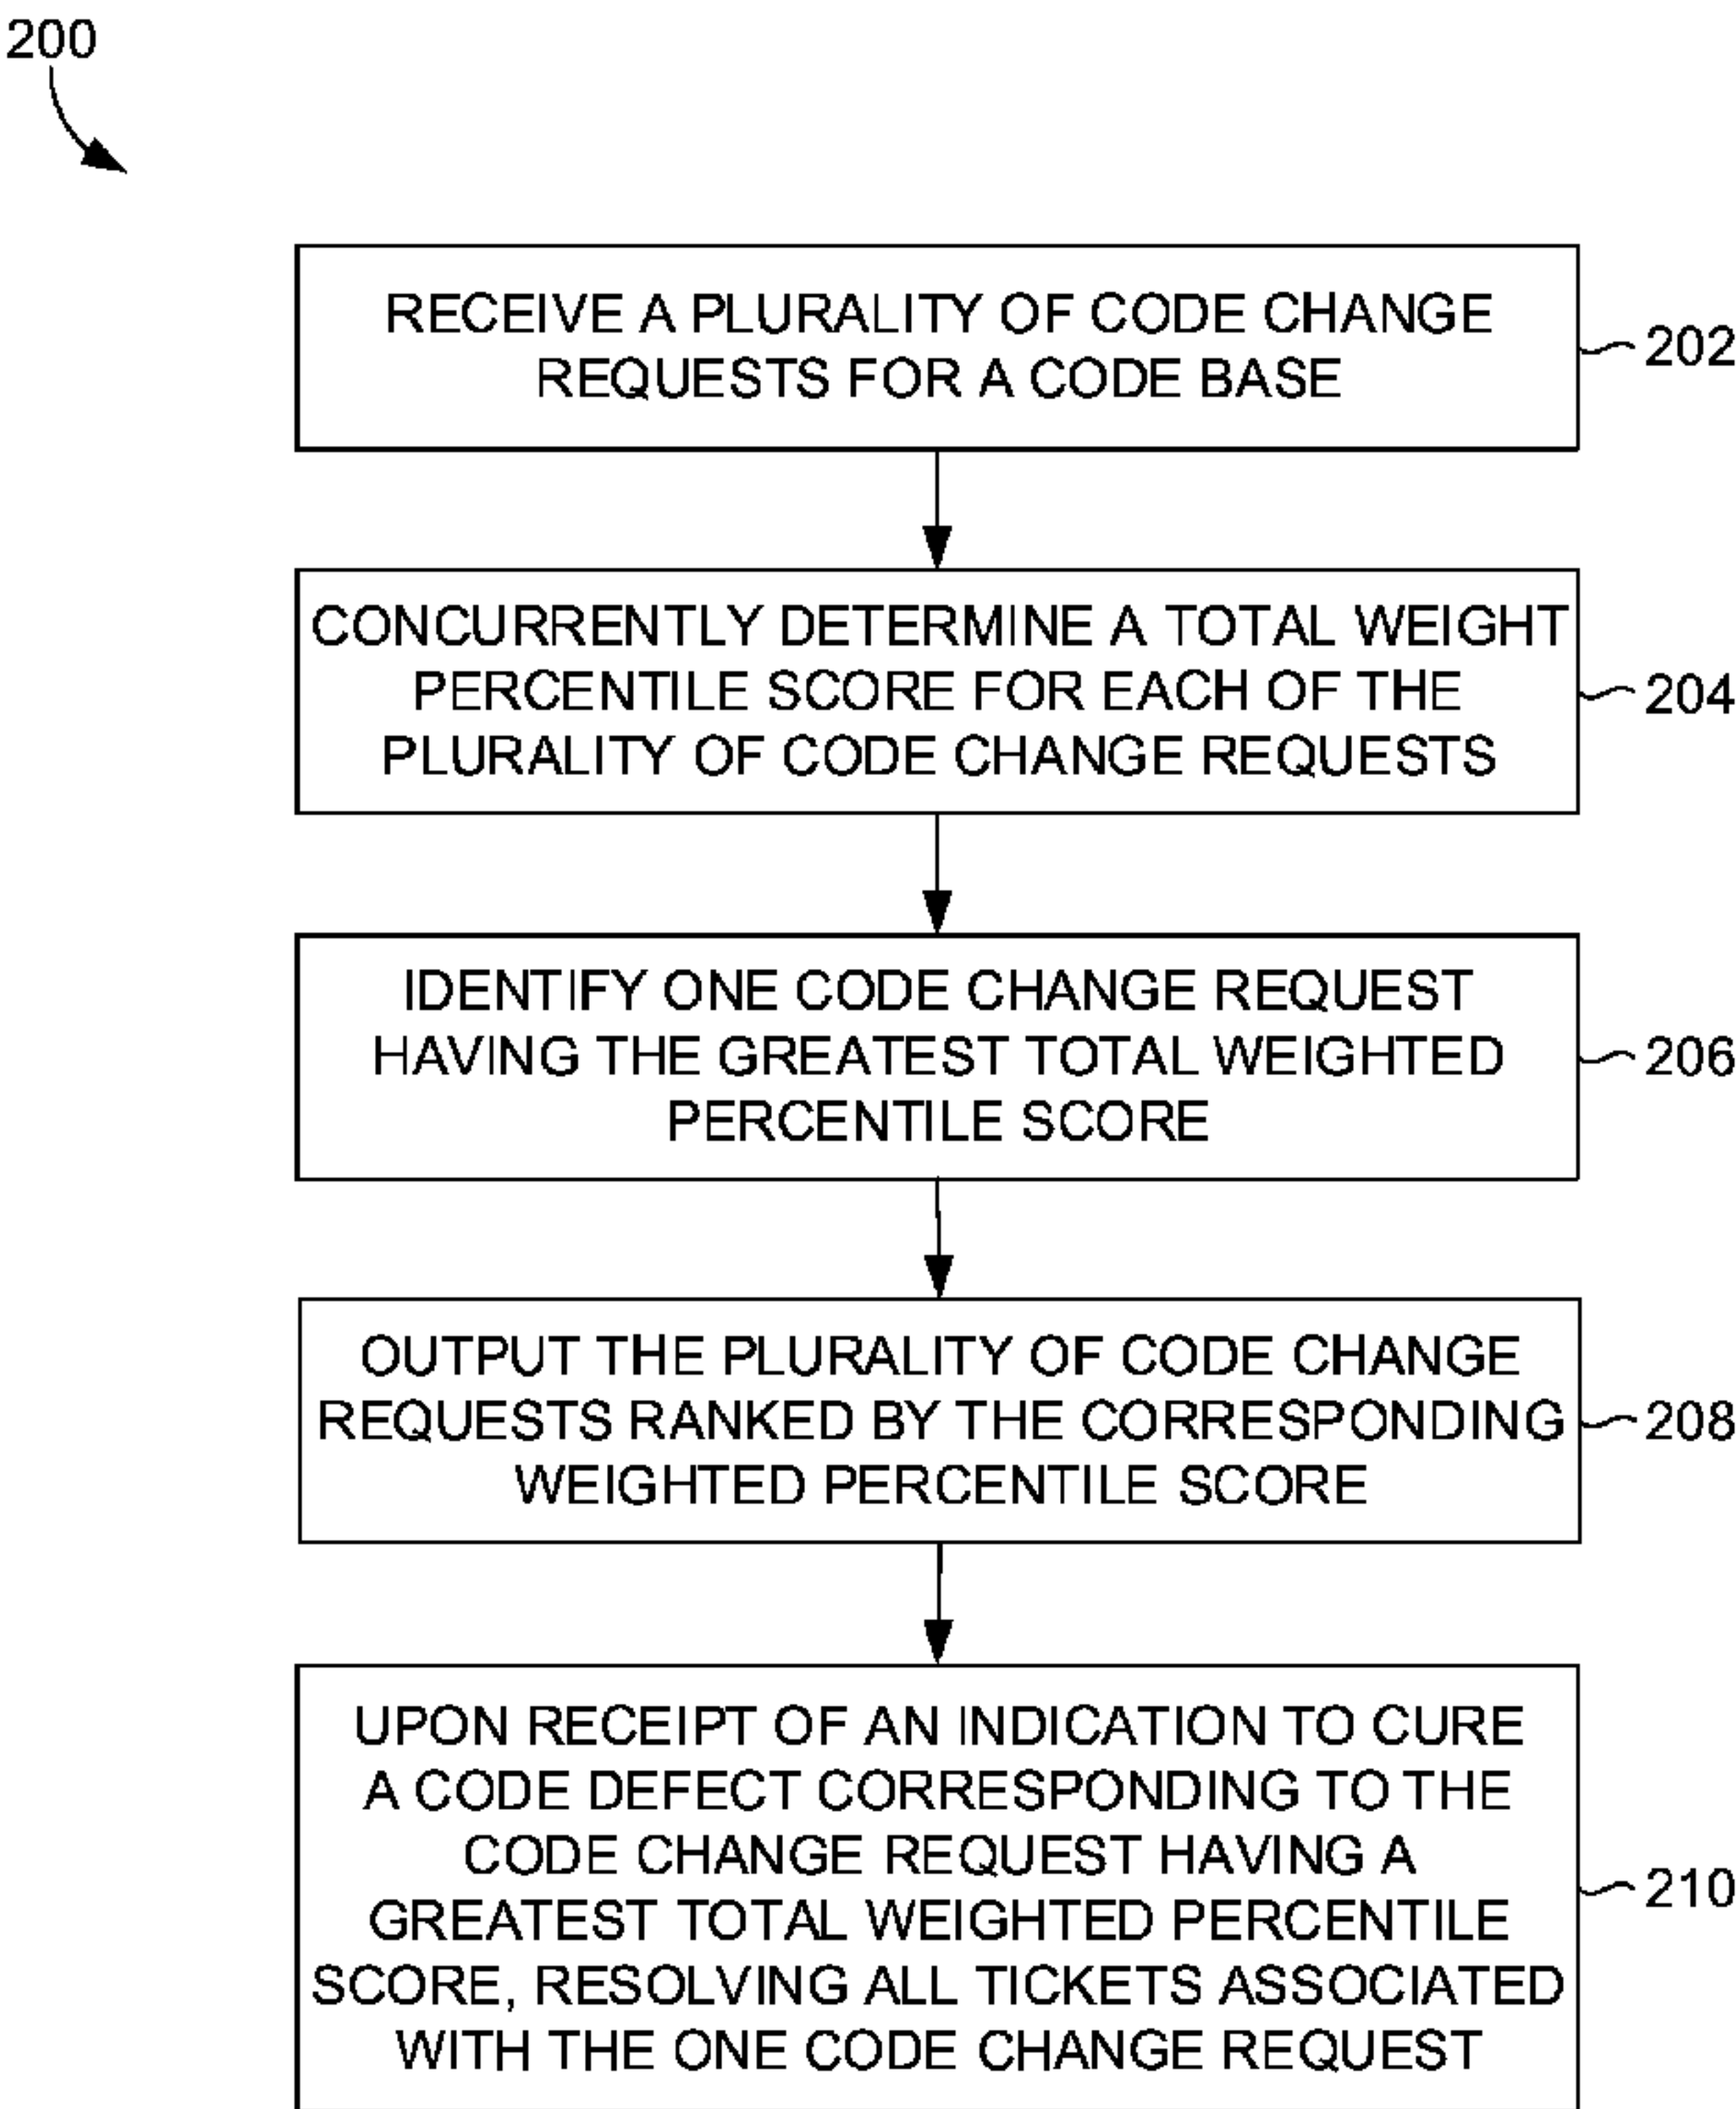 200
RECEIVE A PLURALITY OF CODE CHANGE
REQUESTS FOR A CODE BASE
202
CONCURRENTLY DETERMINE A TOTAL WEIGHT
PERCENTILE SCORE FOR EACH OF THE
PLURALITY OF CODE CHANGE REQUESTS
204
IDENTIFY ONE CODE CHANGE REQUEST
HAVING THE GREATEST TOTAL WEIGHTED
PERCENTILE SCORE
206
OUTPUT THE PLURALITY OF CODE CHANGE
REQUESTS RANKED BY THE CORRESPONDING
WEIGHTED PERCENTILE SCORE
208
UPON RECEIPT OF AN INDICATION TO CURE
A CODE DEFECT CORRESPONDING TO THE
CODE CHANGE REQUEST HAVING A
GREATEST TOTAL WEIGHTED PERCENTILE
SCORE, RESOLVING ALL TICKETS ASSOCIATED
WITH THE ONE CODE CHANGE REQUEST
210